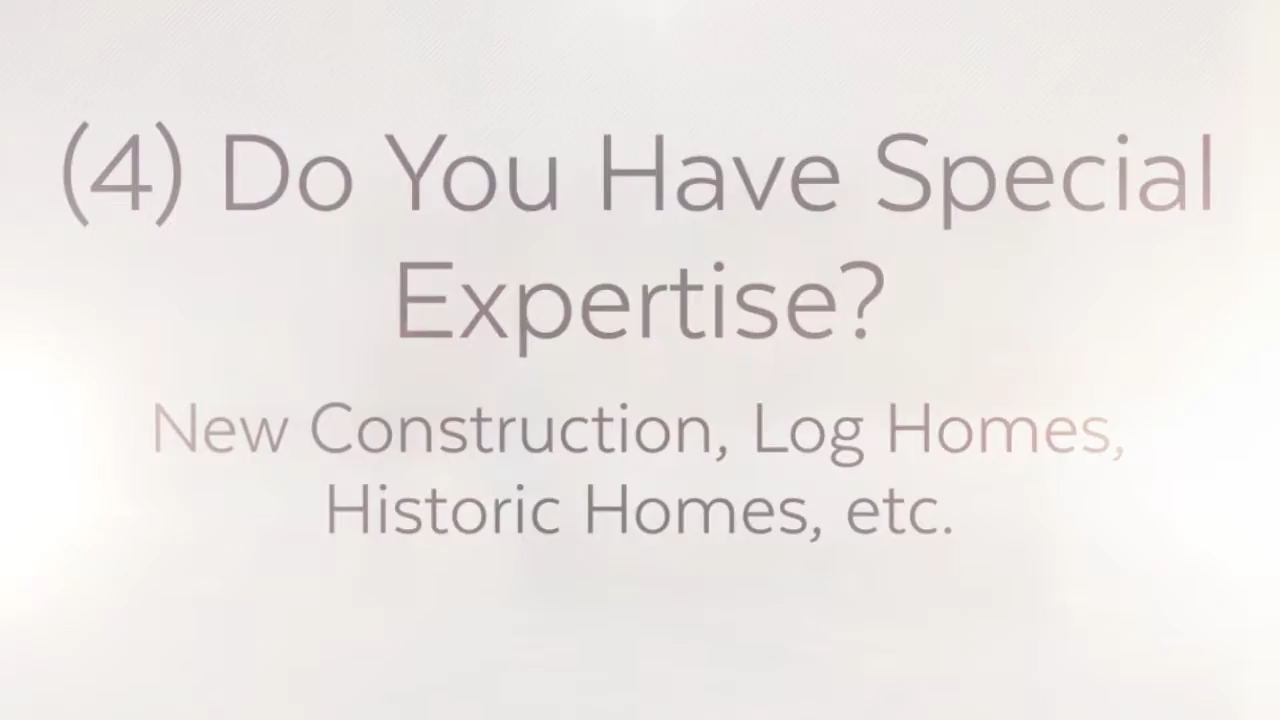 (4) Do You Have Special
Expertise?
New Construction, Log Homes,
Historic Homes, etc.